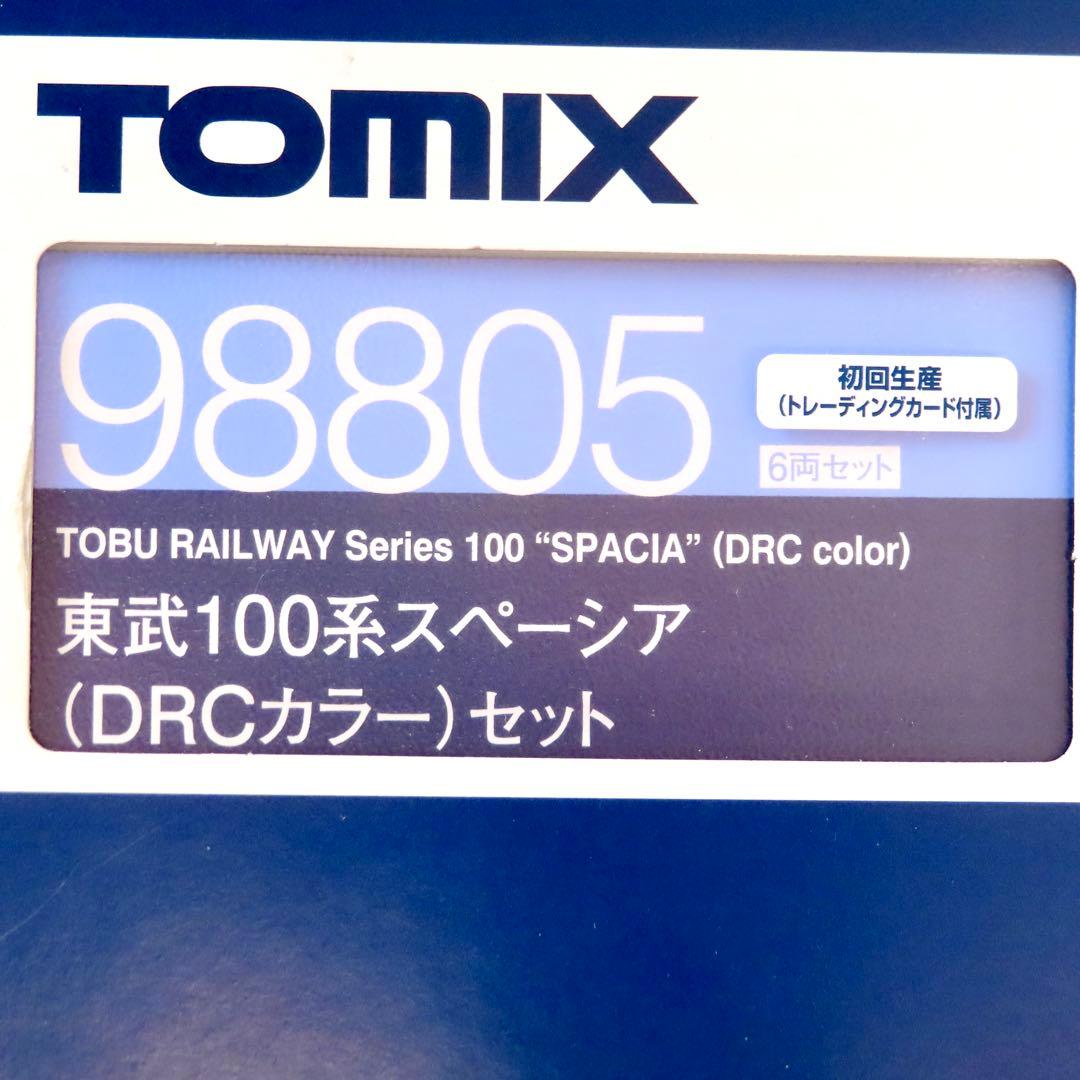 TOMIX
98805
初回生産
（トレーディングカード付属）
6両セット
TOBU RAILWAY Series 100 “SPACIA” (DRC color)
東武100系スペーシア
（DRCカラー）セット